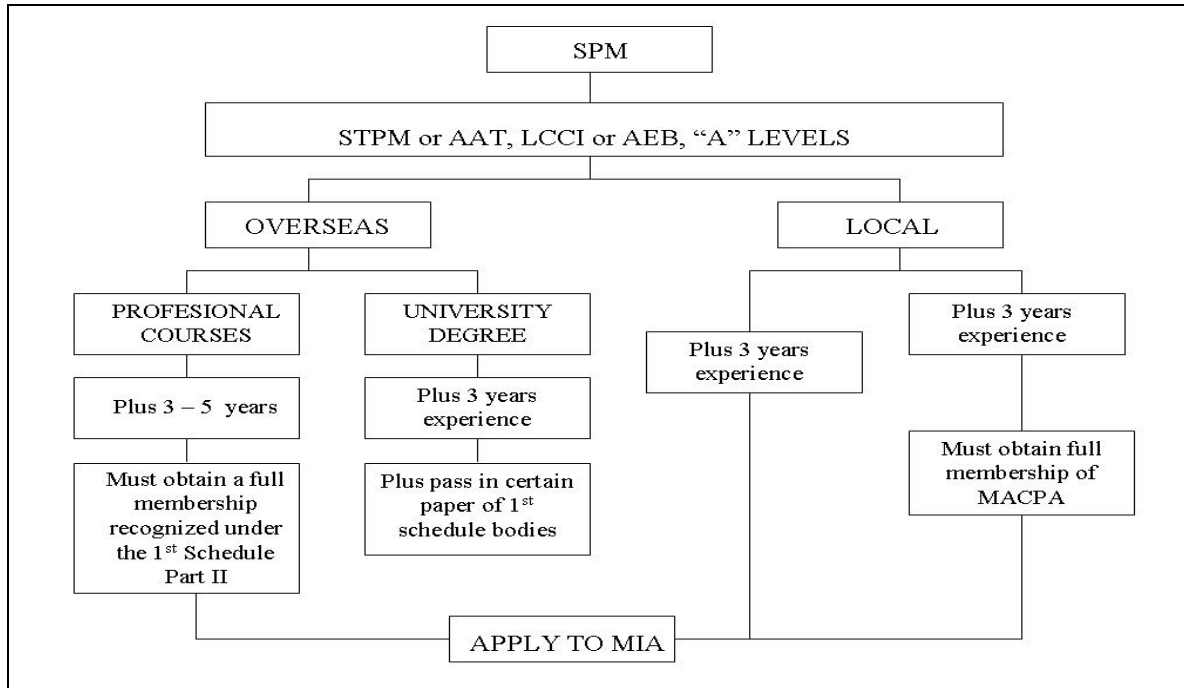 SPM
STPM or AAT, LCCI or AEB, “A” LEVELS
OVERSEAS
LOCAL
PROFESIONAL
COURSES
UNIVERSITY
DEGREE
Plus 3 years
experience
Plus 3 years
experience
Plus 3 – 5 years
Plus 3 years
experience
Must obtain full
membership of
MACPA
Must obtain a full
membership
recognized under
the 1st Schedule
Part II
Plus pass in certain
paper of 1st
schedule bodies
APPLY TO MIA